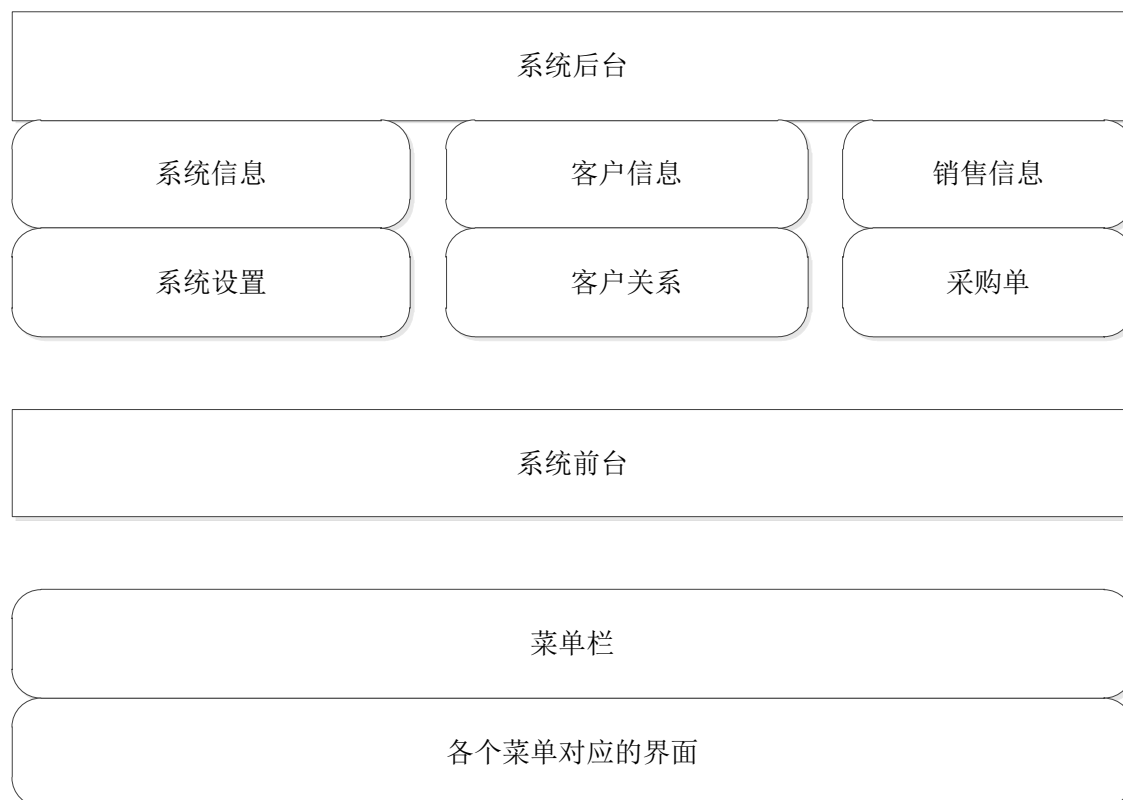 系统后台
系统信息
客户信息
销售信息
系统设置
客户关系
采购单
系统前台
菜单栏
各个菜单对应的界面